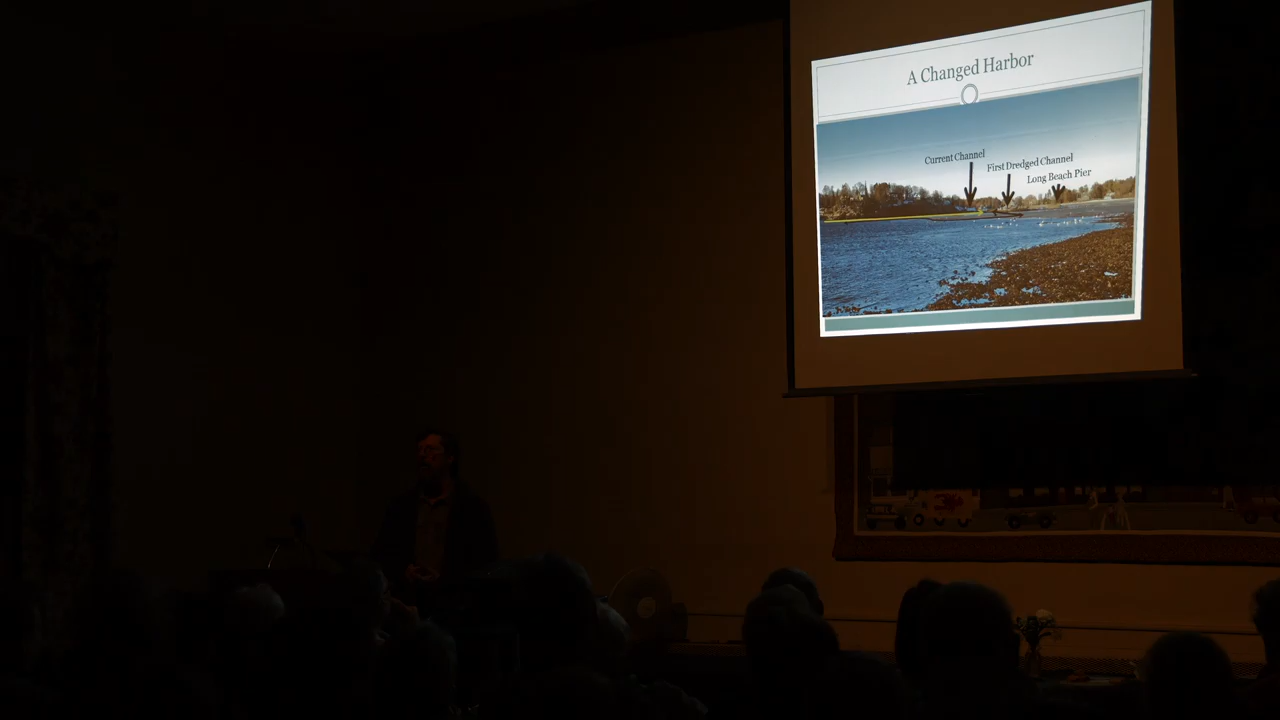 A Changed Harbor
Current Channel
First Dredged Channel
Long Beach Pier